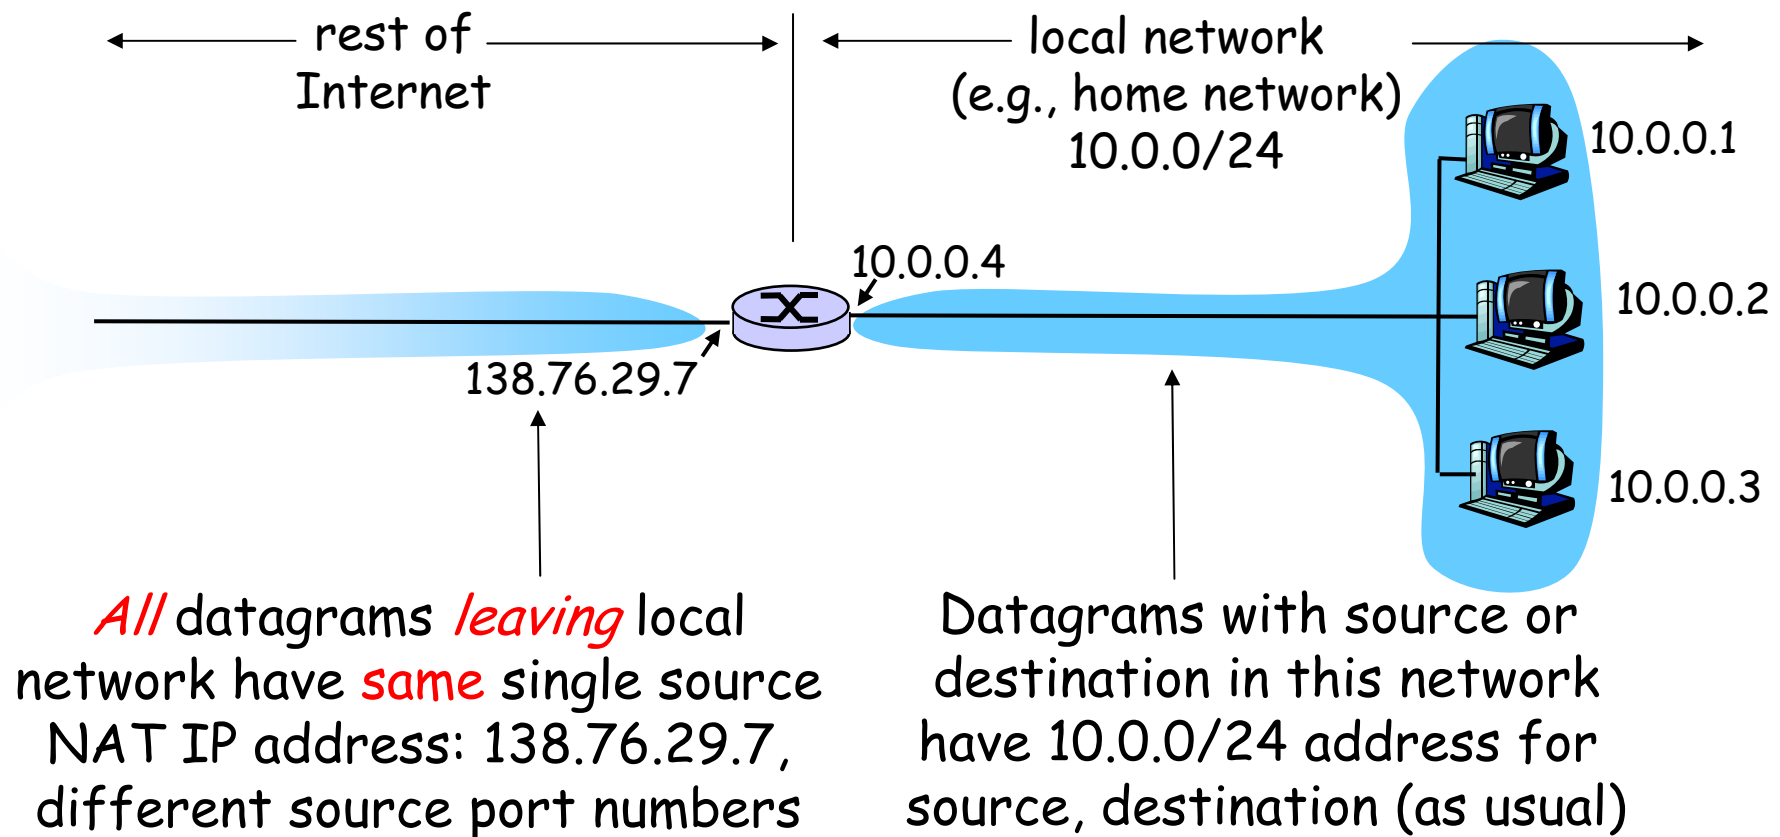 rest of
Internet
local network
(e.g., home network)
10.0.0/24
10.0.0.1
10.0.0.4
10.0.0.2
138.76.29.7
10.0.0.3
All datagrams leaving local
network have same single source
NAT IP address: 138.76.29.7,
different source port numbers
Datagrams with source or
destination in this network
have 10.0.0/24 address for
source, destination (as usual)